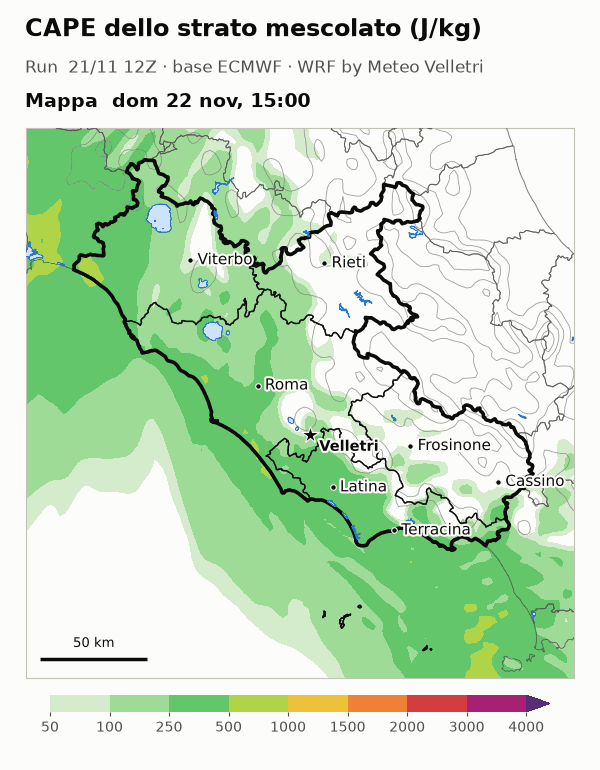 CAPE dello strato mescolato (J/kg)
Run  21/11 12Z · base ECMWF · WRF by Meteo Velletri
Mappa  dom 22 nov, 15:00
Viterbo
Rieti
Roma
Velletri
Frosinone
Cassino
Latina
Terracina
50 km
50 100 250 500 1000 1500 2000 3000 4000